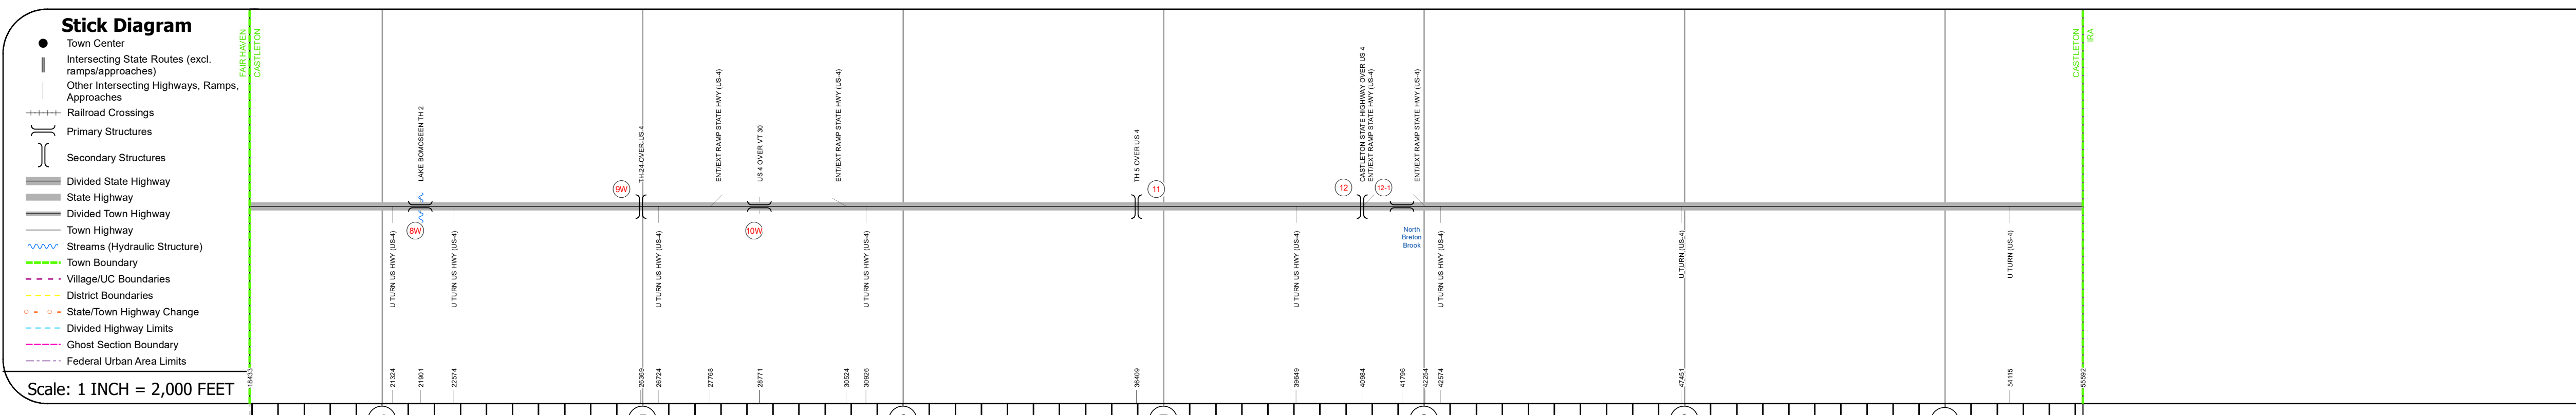 Stick Diagram
Town Center
Intersecting State Routes (excl.
ramps/approaches)
Other Intersecting Highways, Ramps,
Approaches
Railroad Crossings
Primary Structures
Secondary Structures
Divided State Highway
State Highway
Divided Town Highway
Town Highway
Streams (Hydraulic Structure)
Town Boundary
Village/UC Boundaries
District Boundaries
State/Town Highway Change
Divided Highway Limits
Ghost Section Boundary
Federal Urban Area Limits
Scale: 1 INCH = 2,000 FEET
FAIR HAVEN
CASTLETON
LAKE BOMOSEEN TH 2
TH 24 OVER US 4
ENT/EXT RAMP STATE HWY (US-4)
US 4 OVER VT 30
ENT/EXT RAMP STATE HWY (US-4)
TH 5 OVER US 4
CASTLETON STATE HIGHWAY OVER US 4
ENT/EXT RAMP STATE HWY (US-4)
ENT/EXT RAMP STATE HWY (US-4)
CASTLETON
IRA
9W
11
12
12-1
8W
10W
North
Breton
Brook
U TURN US HWY (US-4)
U TURN US HWY (US-4)
U TURN US HWY (US-4)
U TURN US HWY (US-4)
U TURN US HWY (US-4)
U TURN US HWY (US-4)
U TURN (US-4)
U TURN (US-4)
18433
21324
21901
22574
26369
26724
27768
28771
30524
30926
36409
39649
40984
41796
42254
42574
47451
54115
55592